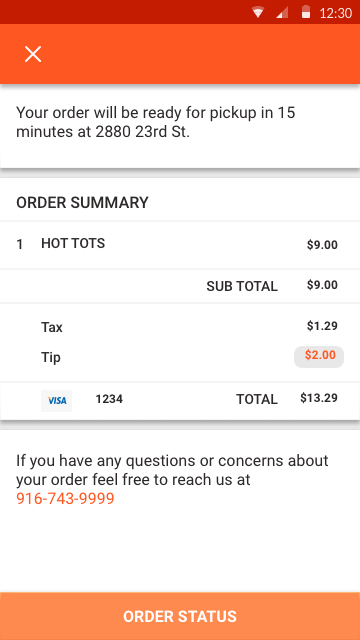 12:30
Your order will be ready for pickup in 15
minutes at 2880 23rd St.
ORDER SUMMARY
1 HOT TOTS $9.00
SUB TOTAL $9.00
Tax $1.29
Tip $2.00
VISA 1234 TOTAL $13.29
If you have any questions or concerns about
your order feel free to reach us at
916-743-9999
ORDER STATUS